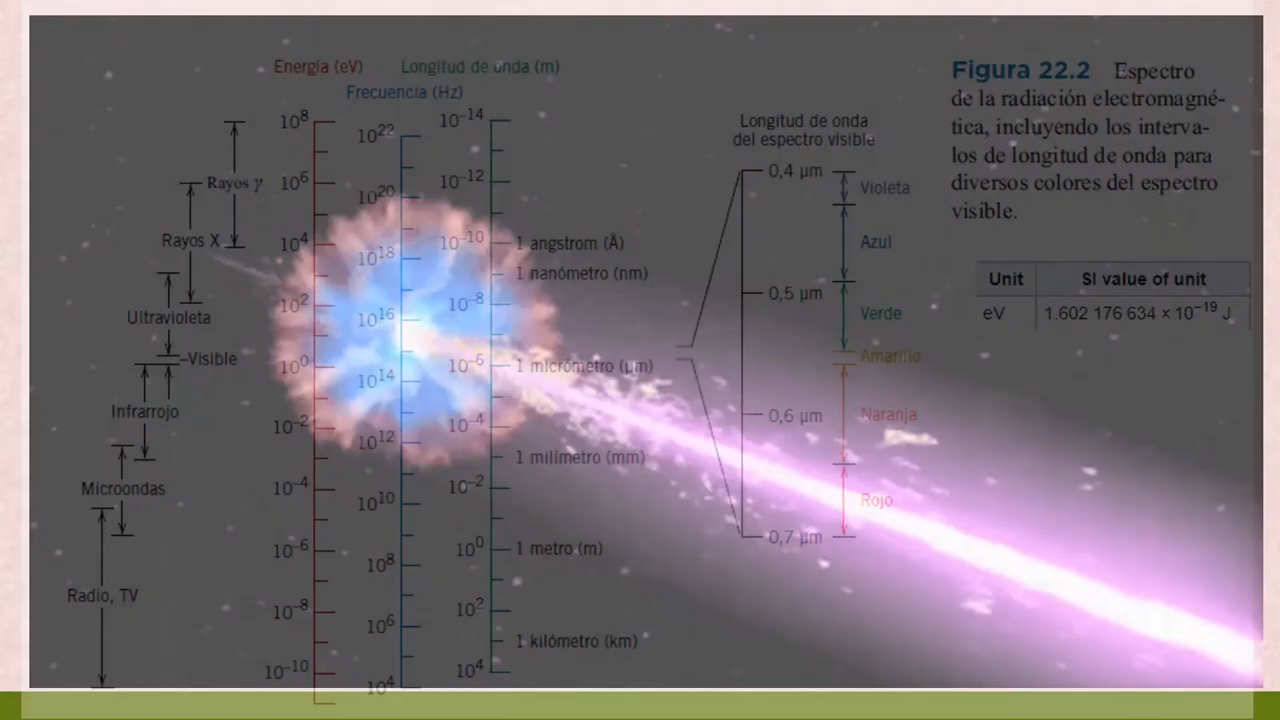 Energía (eV)
Longitud de onda (m)
Frecuencia (Hz)
10⁸
10⁶
10⁴
10²
10⁰
10⁻²
10⁻⁴
10⁻⁶
10⁻⁸
10⁻¹⁰
10²²
10²⁰
10¹⁸
10¹⁶
10¹⁴
10¹²
10¹⁰
10⁸
10⁶
10⁴
10⁻¹⁴
10⁻¹²
10⁻¹⁰
10⁻⁸
10⁻⁶
10⁻⁴
10⁻²
10⁰
10²
10⁴
Rayos γ
Rayos X
Ultravioleta
Visible
Infrarrojo
Microondas
Radio, TV
1 angstrom (Å)
1 nanómetro (nm)
1 micrómetro (µm)
1 milímetro (mm)
1 metro (m)
1 kilómetro (km)
Longitud de onda
del espectro visible
0,4 µm
0,5 µm
0,6 µm
0,7 µm
Violeta
Azul
Verde
Amarillo
Naranja
Rojo
Figura 22.2 Espectro
de la radiación electromagné-
tica, incluyendo los interva-
los de longitud de onda para
diversos colores del espectro
visible.
Unit SI value of unit
eV 1.602 176 634 × 10⁻¹⁹ J